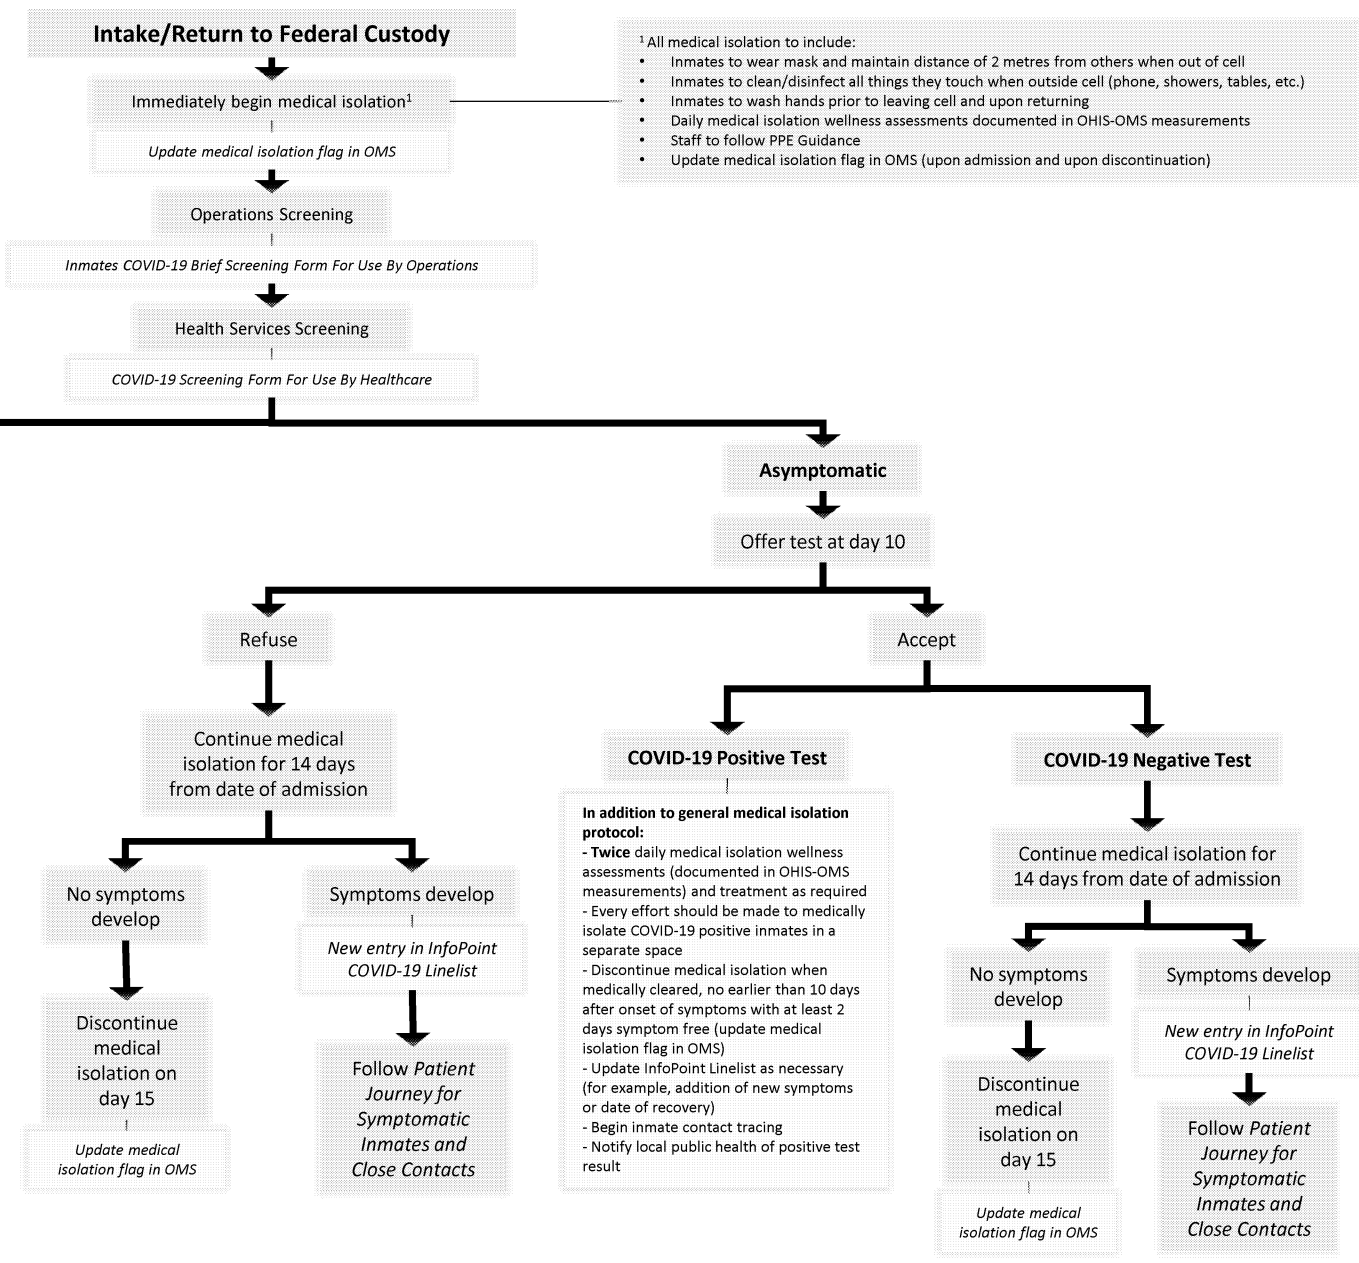 Intake/Return to Federal Custody
Immediately begin medical isolation¹
Update medical isolation flag in OMS
Operations Screening
Inmates COVID-19 Brief Screening Form For Use By Operations
Health Services Screening
COVID-19 Screening Form For Use By Healthcare
¹ All medical isolation to include:
• Inmates to wear mask and maintain distance of 2 metres from others when out of cell
• Inmates to clean/disinfect all things they touch when outside cell (phone, showers, tables, etc.)
• Inmates to wash hands prior to leaving cell and upon returning
• Daily medical isolation wellness assessments documented in OHIS-OMS measurements
• Staff to follow PPE Guidance
• Update medical isolation flag in OMS (upon admission and upon discontinuation)
Asymptomatic
Offer test at day 10
Refuse
Continue medical
isolation for 14 days
from date of admission
No symptoms
develop
Discontinue
medical
isolation on
day 15
Update medical
isolation flag in OMS
Symptoms develop
New entry in InfoPoint
COVID-19 Linelist
Follow Patient
Journey for
Symptomatic
Inmates and
Close Contacts
Accept
COVID-19 Positive Test
In addition to general medical isolation
protocol:
- Twice daily medical isolation wellness
assessments (documented in OHIS-OMS
measurements) and treatment as required
- Every effort should be made to medically
isolate COVID-19 positive inmates in a
separate space
- Discontinue medical isolation when
medically cleared, no earlier than 10 days
after onset of symptoms with at least 2
days symptom free (update medical
isolation flag in OMS)
- Update InfoPoint Linelist as necessary
(for example, addition of new symptoms
or date of recovery)
- Begin inmate contact tracing
- Notify local public health of positive test
result
COVID-19 Negative Test
Continue medical isolation for
14 days from date of admission
No symptoms
develop
Discontinue
medical
isolation on
day 15
Update medical
isolation flag in OMS
Symptoms develop
New entry in InfoPoint
COVID-19 Linelist
Follow Patient
Journey for
Symptomatic
Inmates and
Close Contacts